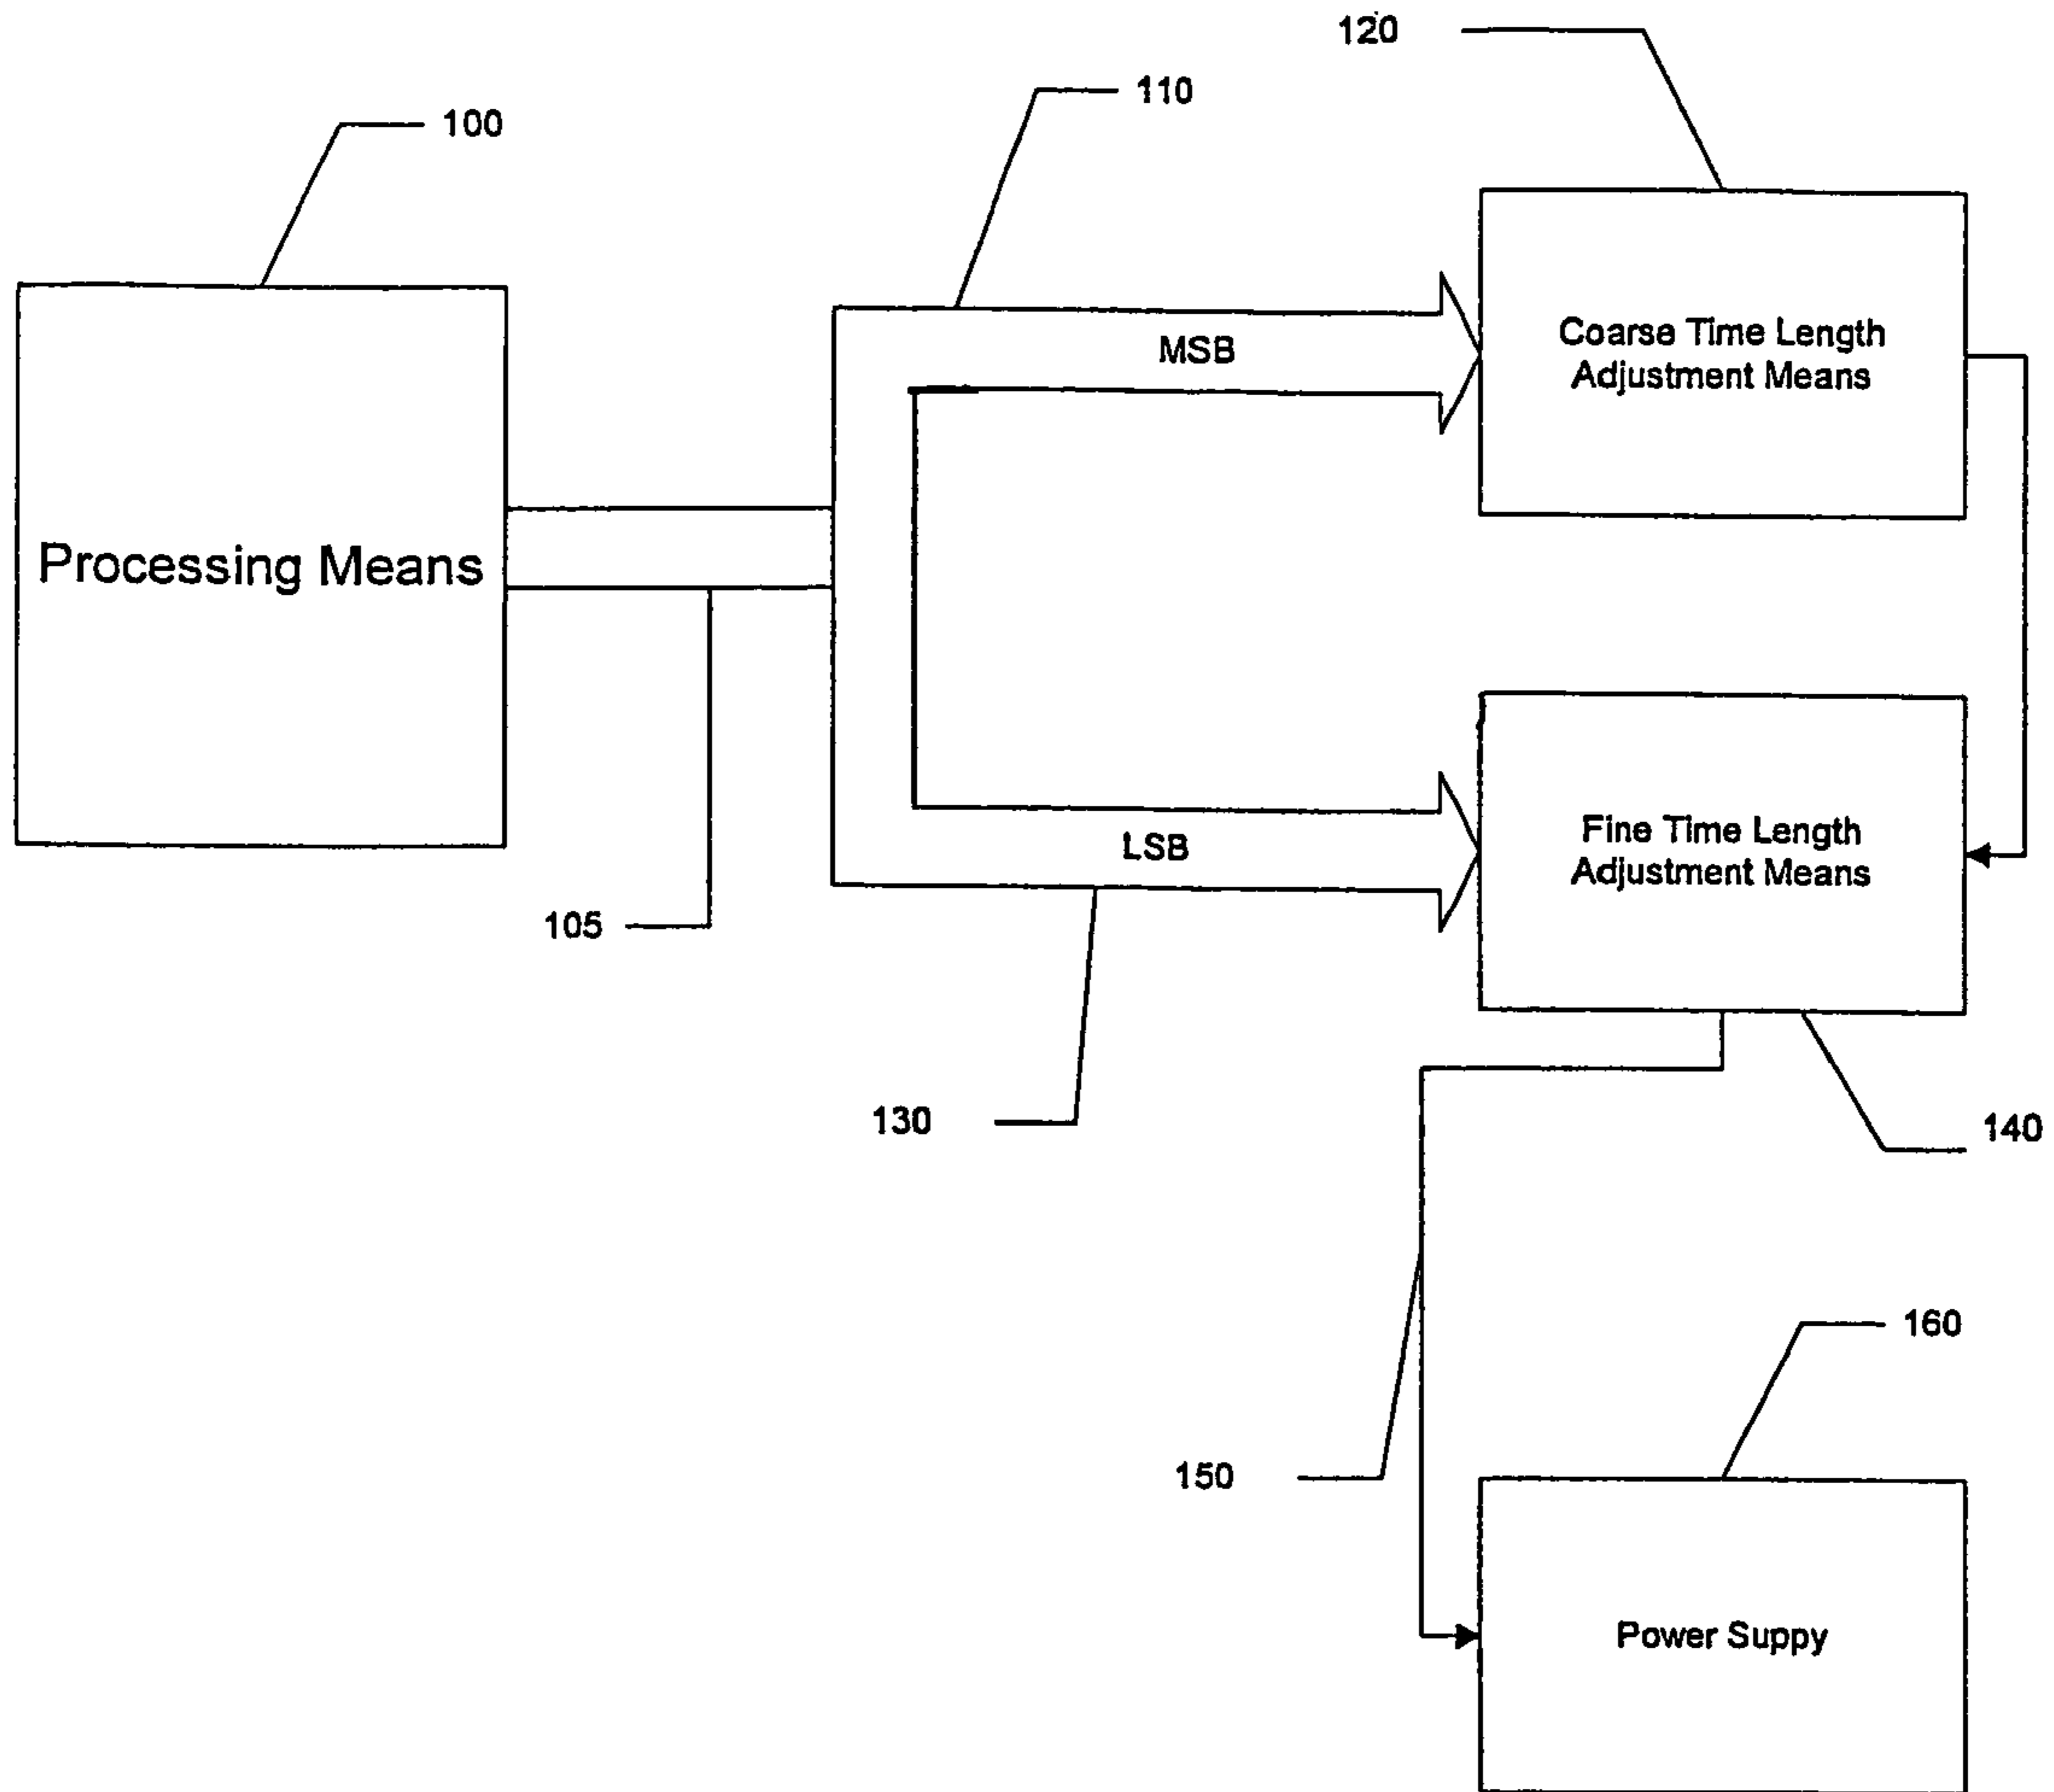 120
110
100
MSB
Coarse Time Length
Adjustment Means
Processing Means
LSB
Fine Time Length
Adjustment Means
105
130
140
160
150
Power Suppy